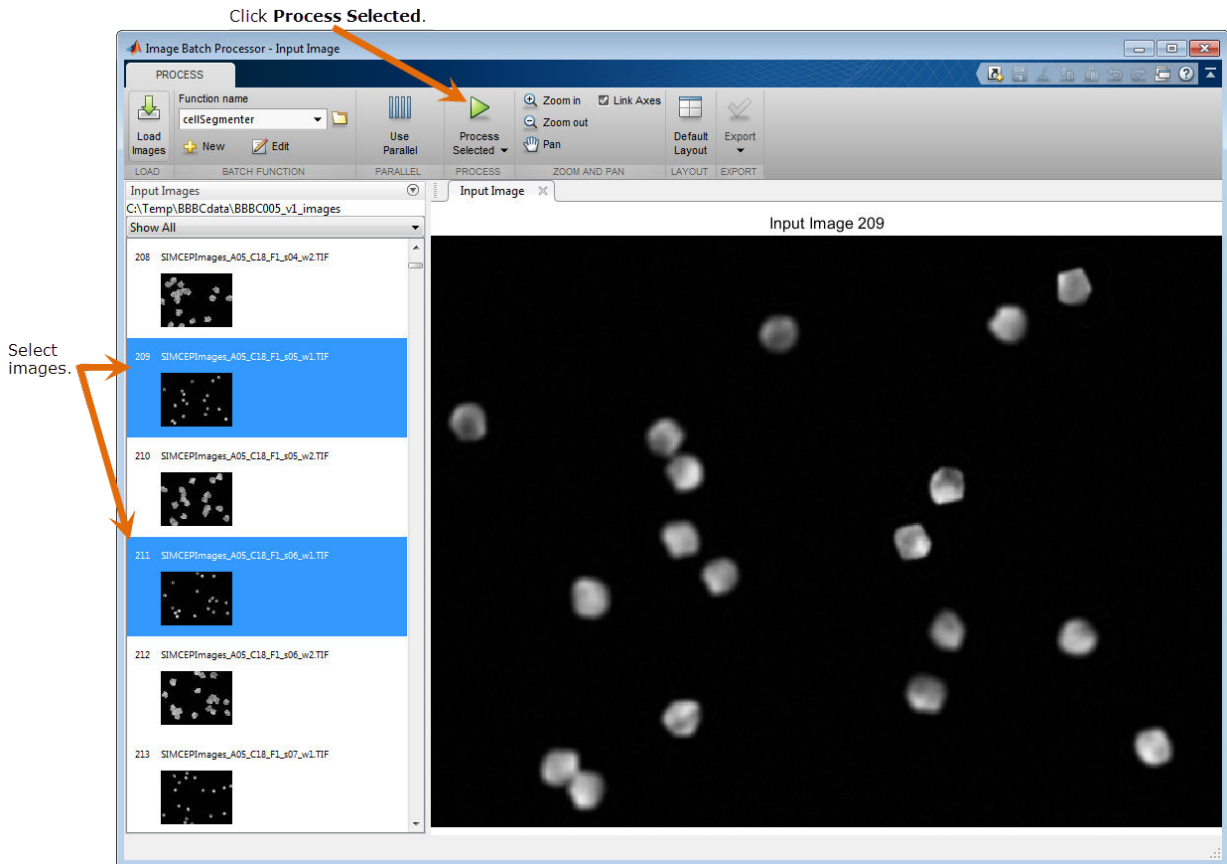 Click Process Selected.
Image Batch Processor - Input Image
PROCESS
Load
Images
Function name
cellSegmenter
New
Edit
Use
Parallel
Process
Selected
Zoom in
Link Axes
Zoom out
Pan
Default
Layout
Export
LOAD
BATCH FUNCTION
PARALLEL
PROCESS
ZOOM AND PAN
LAYOUT
EXPORT
Input Images
C:\Temp\BBBCdata\BBBC005_v1_images
Show All
208 SIMCEPImages_A05_C18_F1_s04_w2.TIF
209 SIMCEPImages_A05_C18_F1_s05_w1.TIF
210 SIMCEPImages_A05_C18_F1_s05_w2.TIF
211 SIMCEPImages_A05_C18_F1_s06_w1.TIF
212 SIMCEPImages_A05_C18_F1_s06_w2.TIF
213 SIMCEPImages_A05_C18_F1_s07_w1.TIF
Select
images.
Input Image
Input Image 209